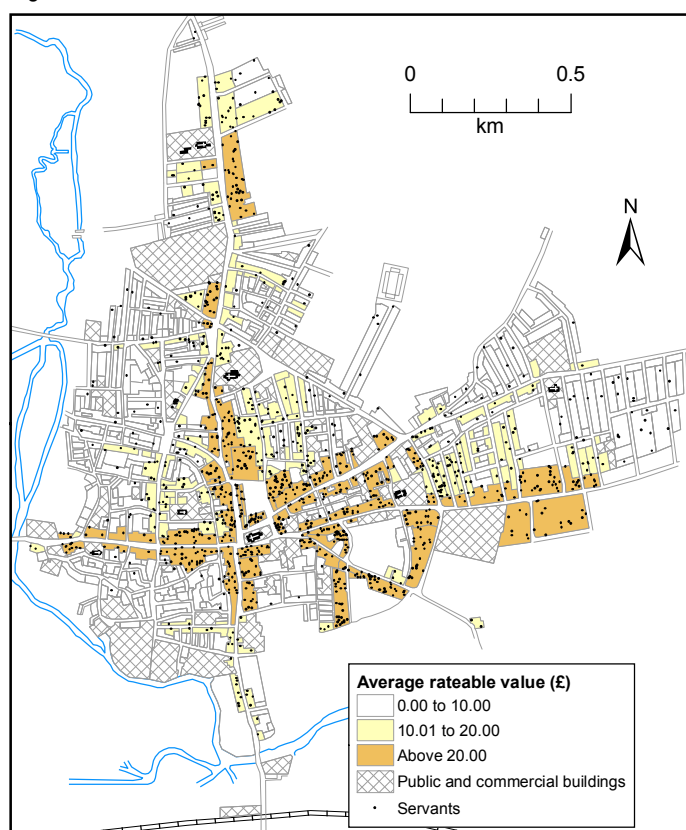 0 0.5
km
N
Average rateable value (£)
0.00 to 10.00
10.01 to 20.00
Above 20.00
Public and commercial buildings
Servants